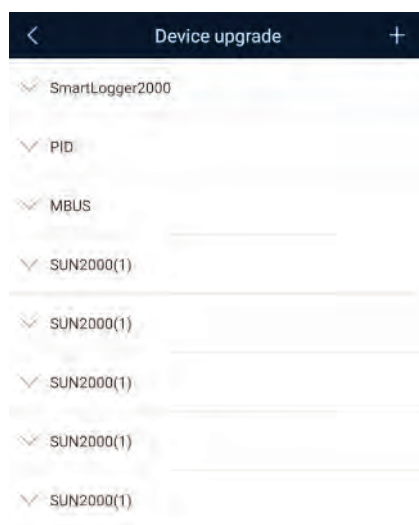 Device upgrade
SmartLogger2000
PID
MBUS
SUN2000(1)
SUN2000(1)
SUN2000(1)
SUN2000(1)
SUN2000(1)